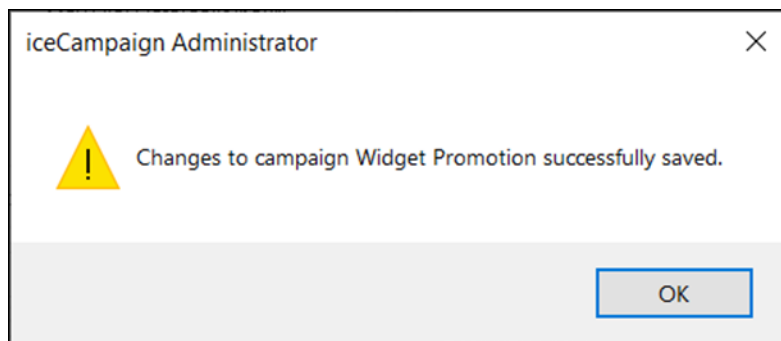 iceCampaign Administrator
Changes to campaign Widget Promotion successfully saved.
OK